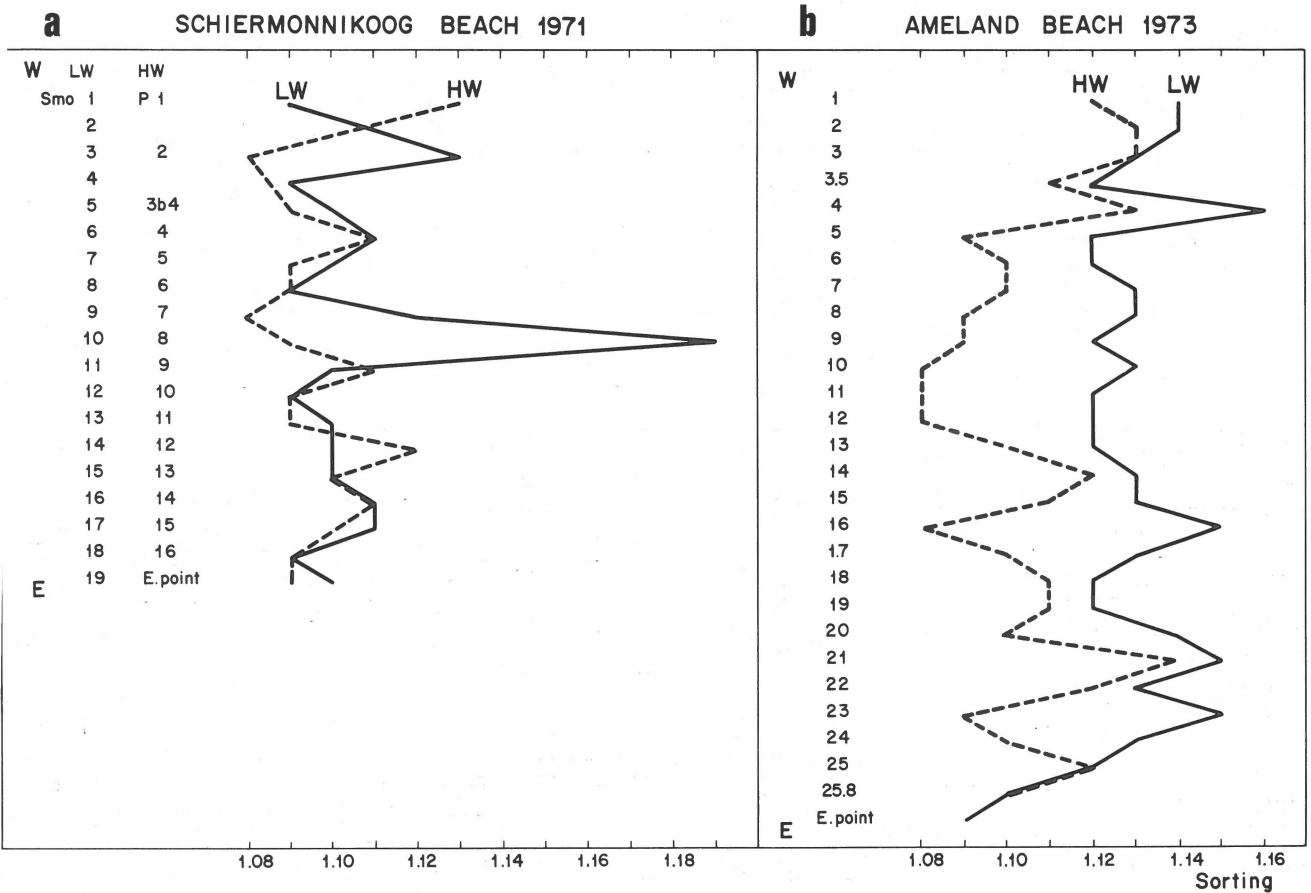 a SCHIERMONNIKOOG BEACH 1971
W LW HW
LW HW
Smo 1 P 1
2
3 2
4
5 3b4
6 4
7 5
8 6
9 7
10 8
11 9
12 10
13 11
14 12
15 13
16 14
17 15
18 16
19 E.point
E
1.08 1.10 1.12 1.14 1.16 1.18
b AMELAND BEACH 1973
W
HW LW
1
2
3
3.5
4
5
6
7
8
9
10
11
12
13
14
15
16
1.7
18
19
20
21
22
23
24
25
25.8
E.point
E
1.08 1.10 1.12 1.14 1.16
Sorting